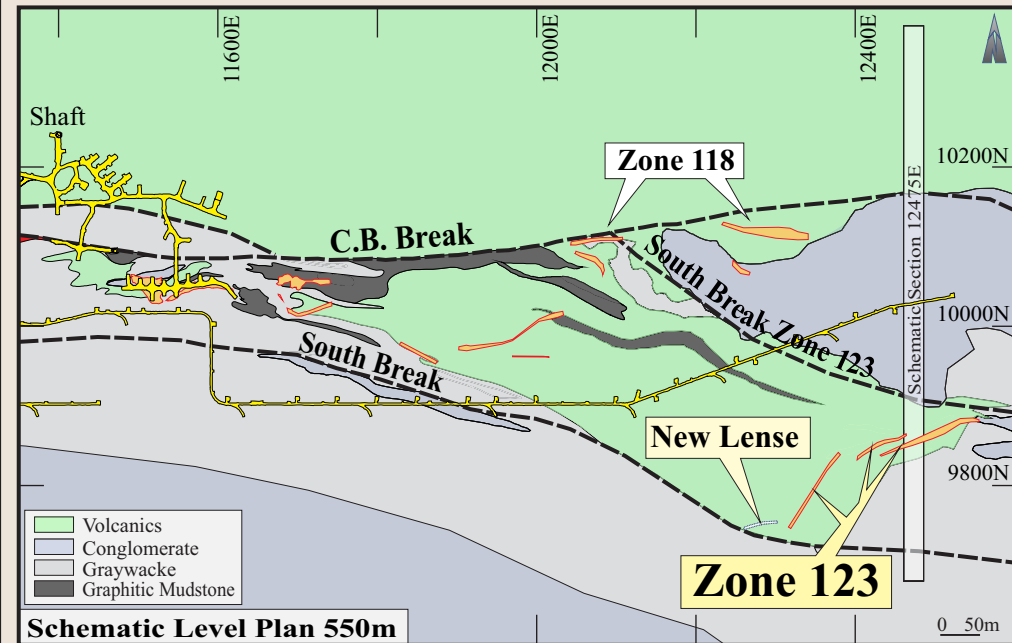 11600E
12000E
12400E
Shaft
Zone 118
10200N
C.B. Break
South Break Zone 123
Schematic Section 12475E
10000N
South Break
New Lense
9800N
Zone 123
Volcanics
Conglomerate
Graywacke
Graphitic Mudstone
Schematic Level Plan 550m
0 50m